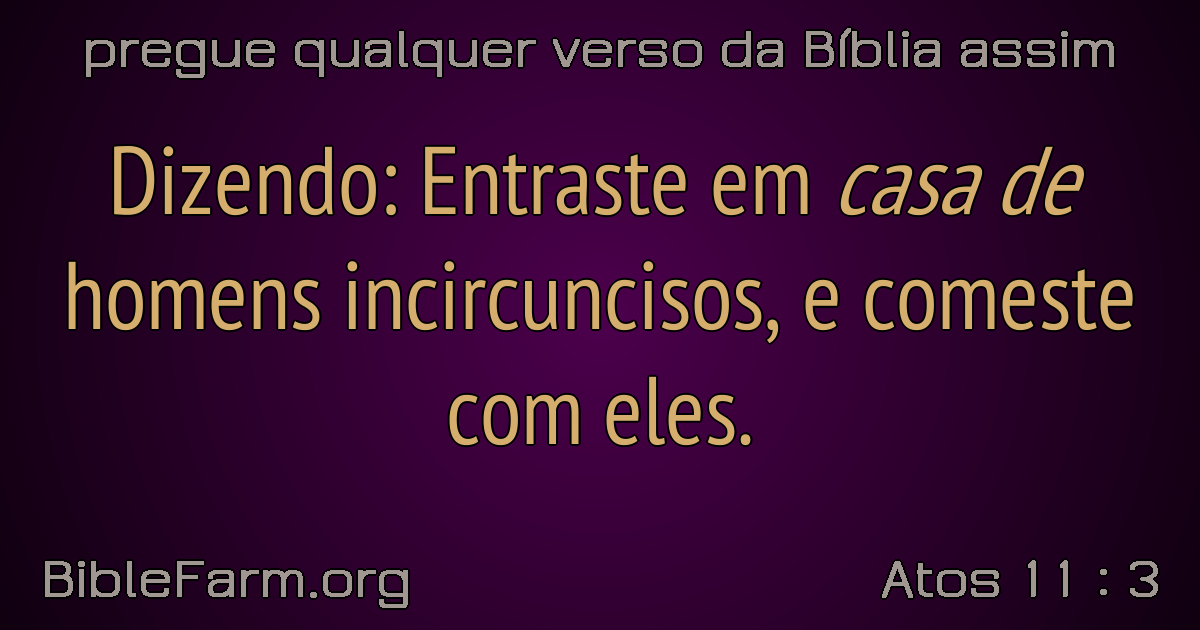 pregue qualquer verso da Bíblia assim
Dizendo: Entraste em casa de
homens incircuncisos, e comeste
com eles.
BibleFarm.org
Atos 11 : 3